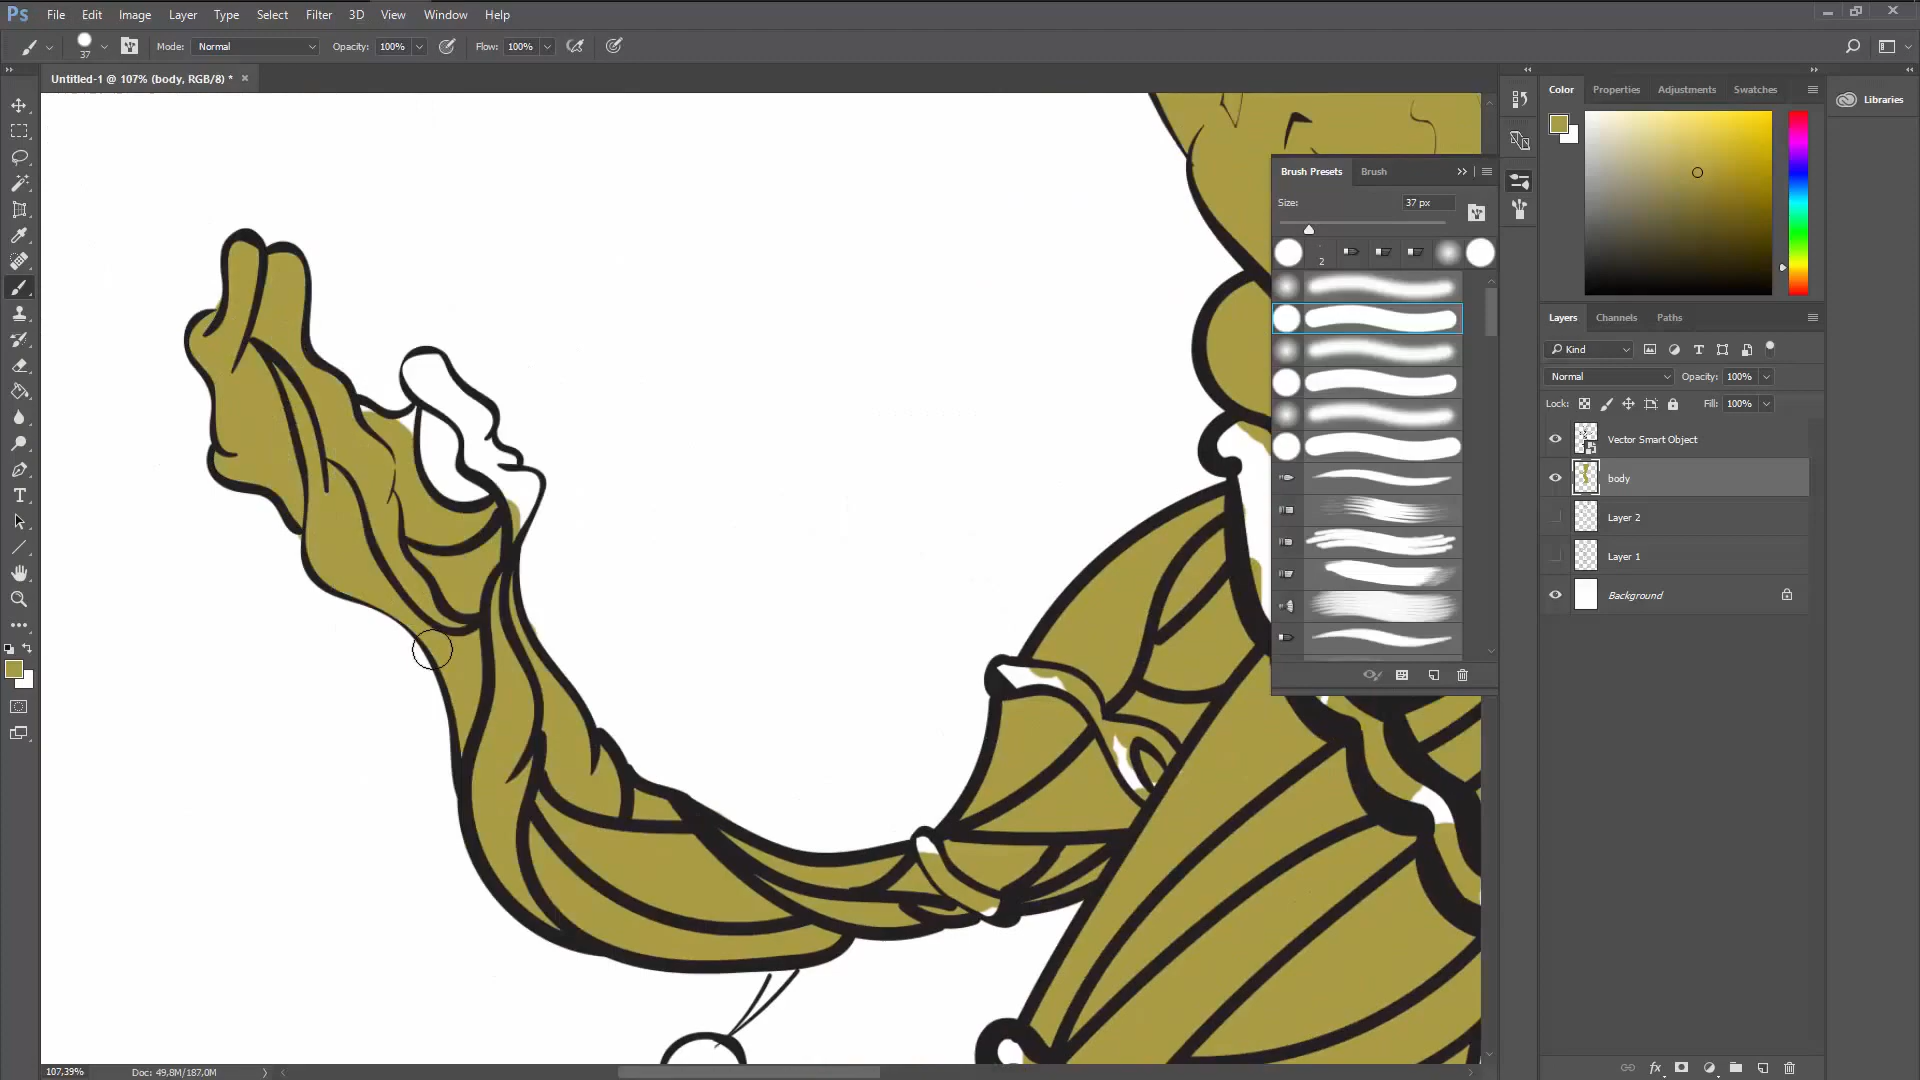 Ps File Edit Image Layer Type Select Filter 3D View Window Help
37 Mode: Normal Opacity: 100% Flow: 100%
Untitled-1 @ 107% (body, RGB/8) * ×
Color Properties Adjustments Swatches
Libraries
Brush Presets Brush
Size: 37 px
2
Layers Channels Paths
Kind
Normal Opacity: 100%
Lock: Fill: 100%
Vector Smart Object
body
Layer 2
Layer 1
Background
107,39% Doc: 49,8M/187,0M